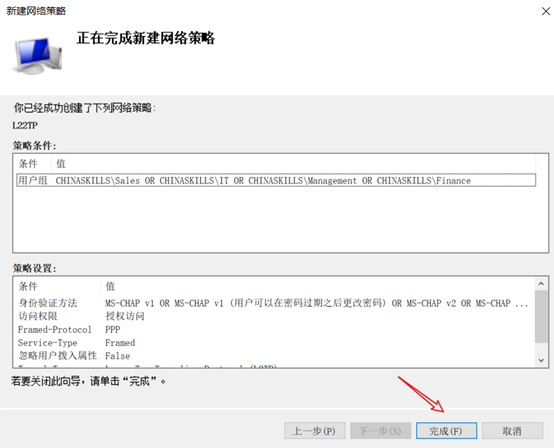 新建网络策略
正在完成新建网络策略
你已经成功创建了下列网络策略:
L22TP
策略条件:
条件 值
用户组 CHINASKILLS\Sales OR CHINASKILLS\IT OR CHINASKILLS\Management OR CHINASKILLS\Finance
策略设置:
条件 值
身份验证方法 MS-CHAP v1 OR MS-CHAP v1 (用户可以在密码过期之后更改密码) OR MS-CHAP v2 OR MS-CHAP ...
访问权限 授权访问
Framed-Protocol PPP
Service-Type Framed
忽略用户拨入属性 False
若要关闭此向导，请单击“完成”。
上一步(P) 下一步(N) 完成(F) 取消